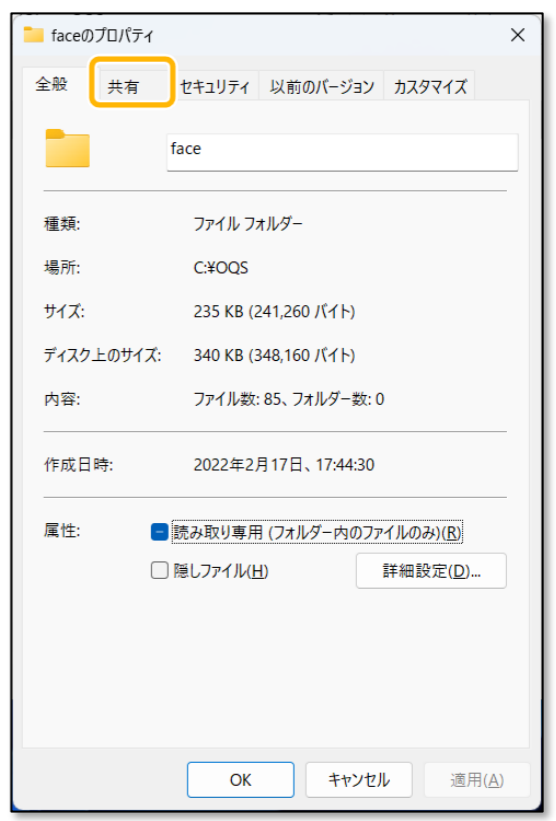 faceのプロパティ
全般 共有 セキュリティ 以前のバージョン カスタマイズ
face
種類: ファイル フォルダー
場所: C:¥OQS
サイズ: 235 KB (241,260 バイト)
ディスク上のサイズ: 340 KB (348,160 バイト)
内容: ファイル数: 85、フォルダー数: 0
作成日時: 2022年2月17日、17:44:30
属性: 読み取り専用 (フォルダー内のファイルのみ)(R)
隠しファイル(H) 詳細設定(D)...
OK キャンセル 適用(A)